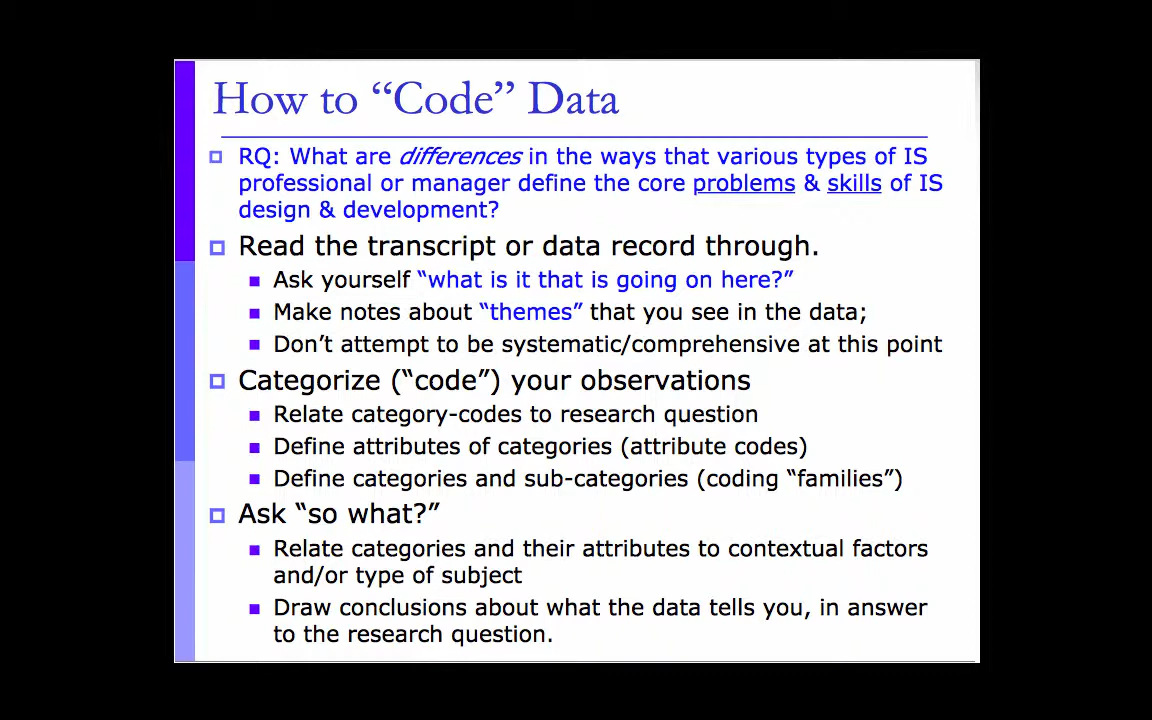 How to “Code” Data
RQ: What are differences in the ways that various types of IS
professional or manager define the core problems & skills of IS
design & development?
Read the transcript or data record through.
Ask yourself “what is it that is going on here?”
Make notes about “themes” that you see in the data;
Don’t attempt to be systematic/comprehensive at this point
Categorize (“code”) your observations
Relate category-codes to research question
Define attributes of categories (attribute codes)
Define categories and sub-categories (coding “families”)
Ask “so what?”
Relate categories and their attributes to contextual factors
and/or type of subject
Draw conclusions about what the data tells you, in answer
to the research question.